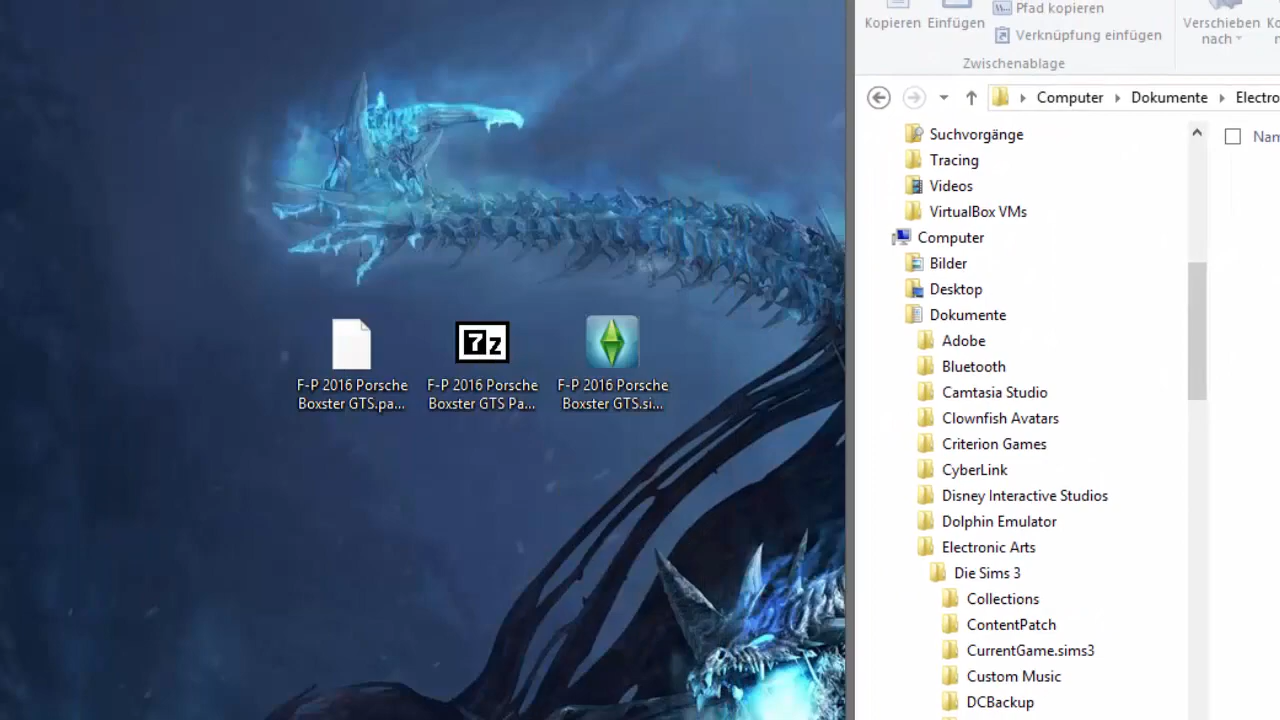 Kopieren Einfügen
Pfad kopieren
Verknüpfung einfügen
Verschieben
nach
Zwischenablage
Computer Dokumente Electro
Suchvorgänge
Nam
Tracing
Videos
VirtualBox VMs
Computer
Bilder
Desktop
Dokumente
Adobe
Bluetooth
Camtasia Studio
Clownfish Avatars
Criterion Games
CyberLink
Disney Interactive Studios
Dolphin Emulator
Electronic Arts
Die Sims 3
Collections
ContentPatch
CurrentGame.sims3
Custom Music
DCBackup
7z
F-P 2016 Porsche
Boxster GTS.pa...
F-P 2016 Porsche
Boxster GTS Pa...
F-P 2016 Porsche
Boxster GTS.si...